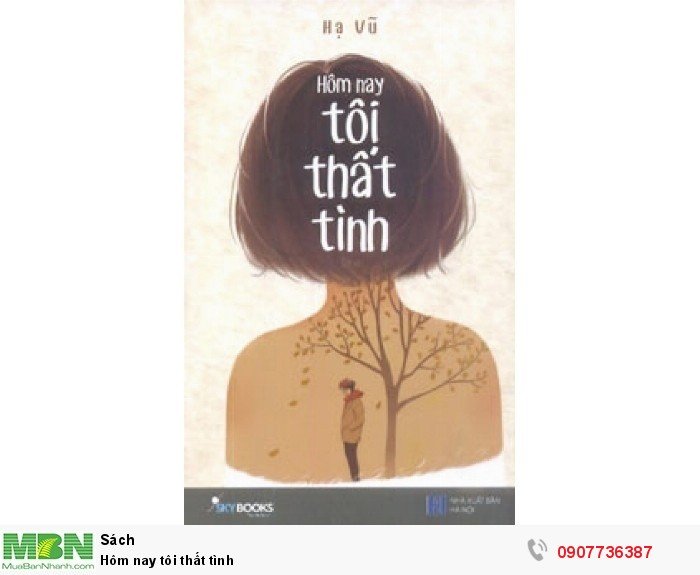 Hạ Vũ
Hôm nay
tôi
thất
tình
SKYBOOKS
NHÀ XUẤT BẢN
HÀ NỘI
MBN
MuaBanNhanh.com
Sách
Hôm nay tôi thất tình
0907736387